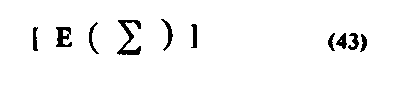 [ E ( ∑ ) ] (43)